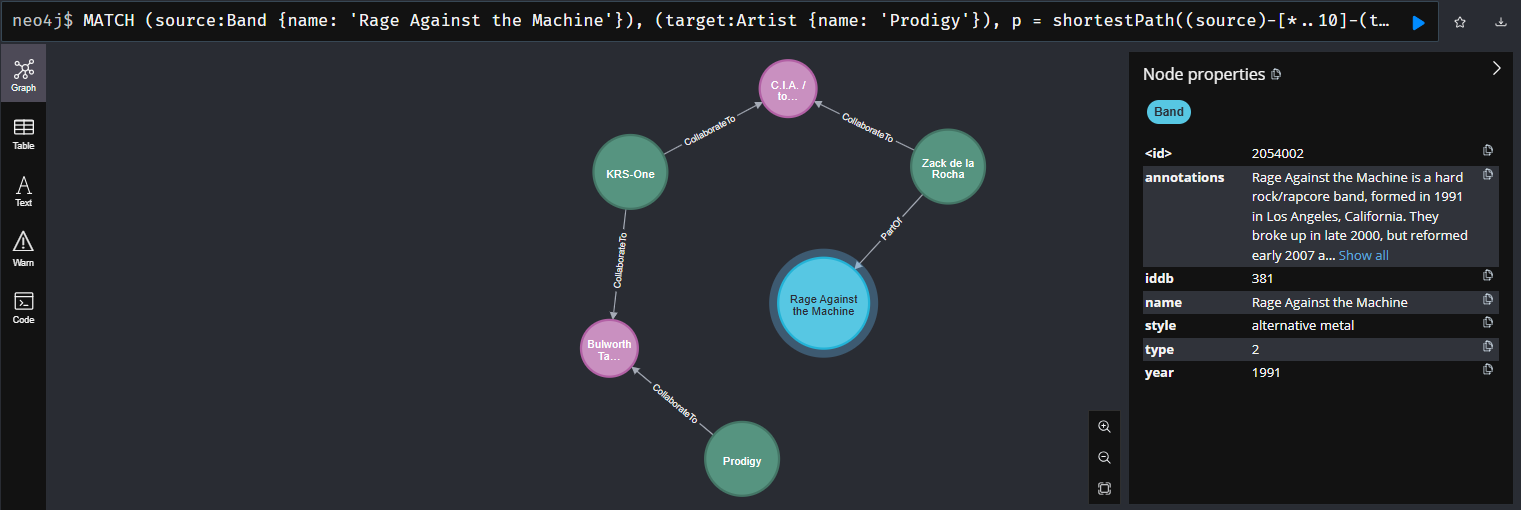 neo4j$ MATCH (source:Band {name: 'Rage Against the Machine'}), (target:Artist {name: 'Prodigy'}), p = shortestPath((source)-[*..10]-(t…
Graph
Table
Text
Warn
Code
C.I.A. /
to…
CollaborateTo
CollaborateTo
KRS-One
Zack de la
Rocha
PartOf
CollaborateTo
Rage Against
the Machine
Bulworth
Ta…
CollaborateTo
Prodigy
Node properties
Band
<id> 2054002
annotations Rage Against the Machine is a hard
rock/rapcore band, formed in 1991
in Los Angeles, California. They
broke up in late 2000, but reformed
early 2007 a... Show all
iddb 381
name Rage Against the Machine
style alternative metal
type 2
year 1991